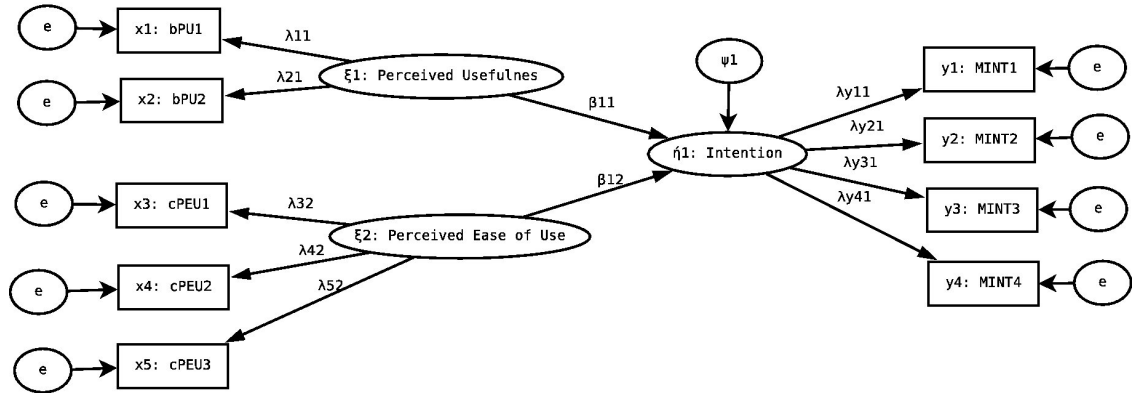 e
x1: bPU1
λ11
e
x2: bPU2
λ21
ξ1: Perceived Usefulnes
β11
ψ1
ή1: Intention
β12
e
x3: cPEU1
λ32
ξ2: Perceived Ease of Use
e
x4: cPEU2
λ42
e
x5: cPEU3
λ52
λy11
y1: MINT1
e
λy21
y2: MINT2
e
λy31
y3: MINT3
e
λy41
y4: MINT4
e